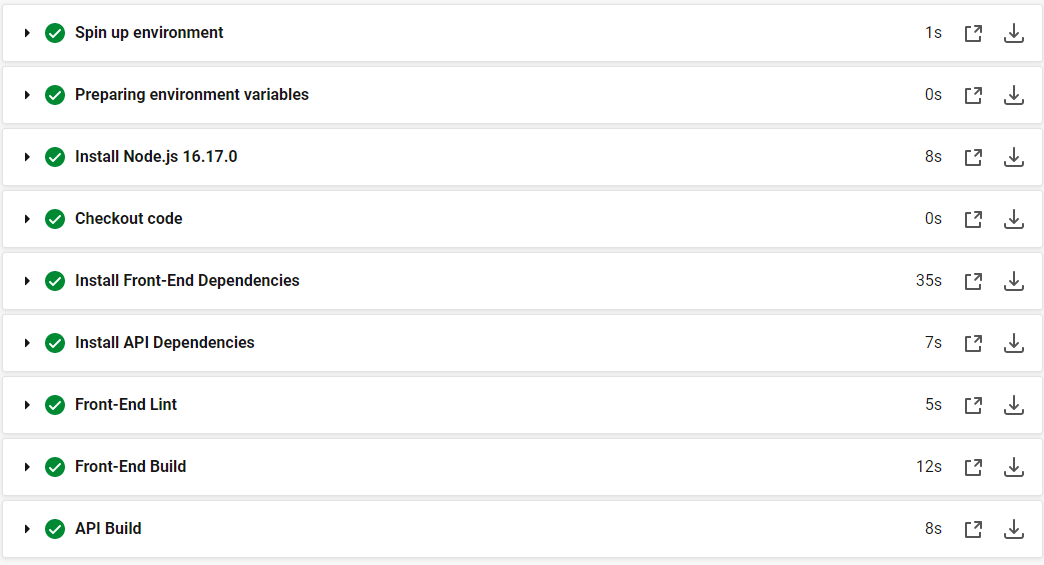 Spin up environment 1s
Preparing environment variables 0s
Install Node.js 16.17.0 8s
Checkout code 0s
Install Front-End Dependencies 35s
Install API Dependencies 7s
Front-End Lint 5s
Front-End Build 12s
API Build 8s